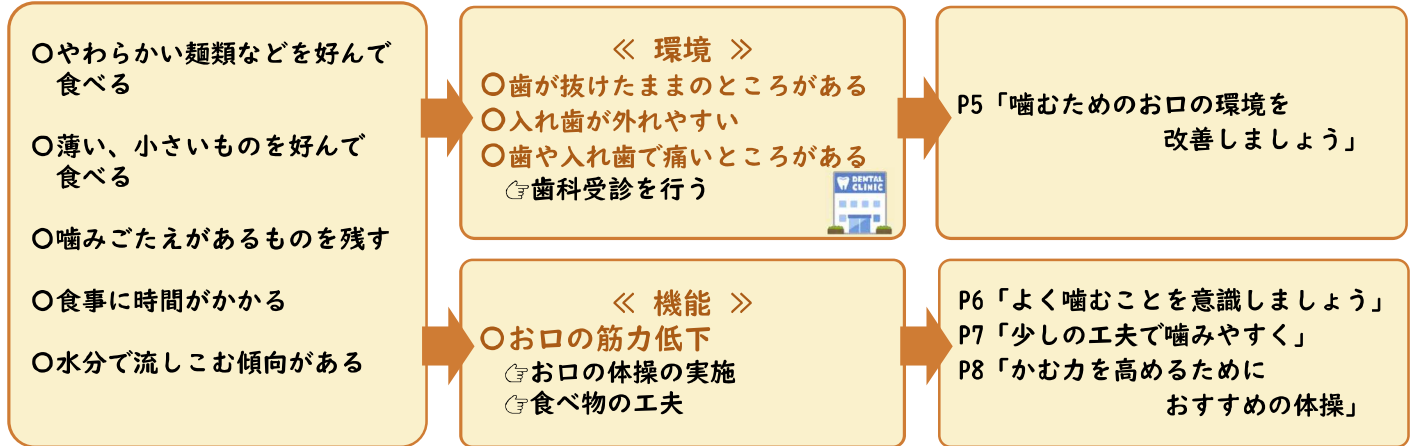 〇やわらかい麺類などを好んで
食べる
〇薄い、小さいものを好んで
食べる
〇噛みごたえがあるものを残す
〇食事に時間がかかる
〇水分で流しこむ傾向がある
≪ 環境 ≫
〇歯が抜けたままのところがある
〇入れ歯が外れやすい
〇歯や入れ歯で痛いところがある
☞歯科受診を行う
DENTAL
CLINIC
P5「噛むためのお口の環境を
改善しましょう」
≪ 機能 ≫
〇お口の筋力低下
☞お口の体操の実施
☞食べ物の工夫
P6「よく噛むことを意識しましょう」
P7「少しの工夫で噛みやすく」
P8「かむ力を高めるために
おすすめの体操」